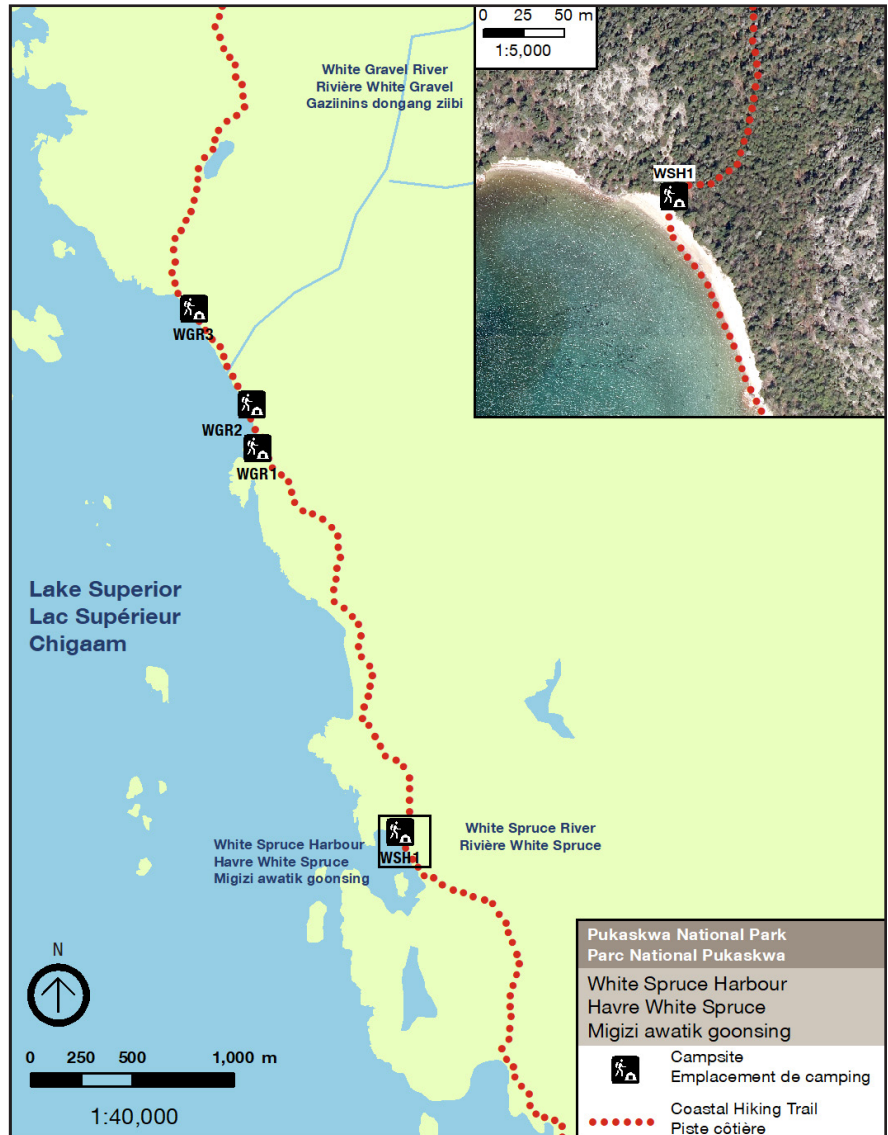 0 25 50 m
1:5,000
White Gravel River
Rivière White Gravel
Gaziinins dongang ziibi
WSH1
WGR3
WGR2
WGR1
Lake Superior
Lac Supérieur
Chigaam
White Spruce Harbour
Havre White Spruce
Migizi awatik goonsing
WSH1
White Spruce River
Rivière White Spruce
N
0 250 500 1,000 m
1:40,000
Pukaskwa National Park
Parc National Pukaskwa
White Spruce Harbour
Havre White Spruce
Migizi awatik goonsing
Campsite
Emplacement de camping
Coastal Hiking Trail
Piste côtière